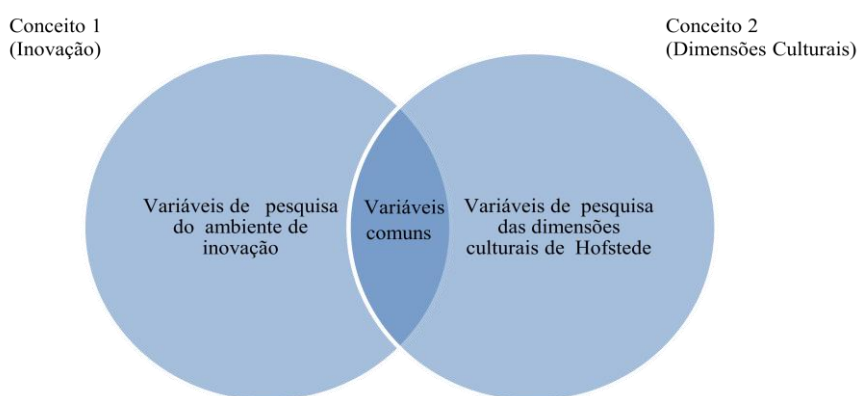 Conceito 1
(Inovação)
Conceito 2
(Dimensões Culturais)
Variáveis de pesquisa
do ambiente de
inovação
Variáveis
comuns
Variáveis de pesquisa
das dimensões
culturais de Hofstede